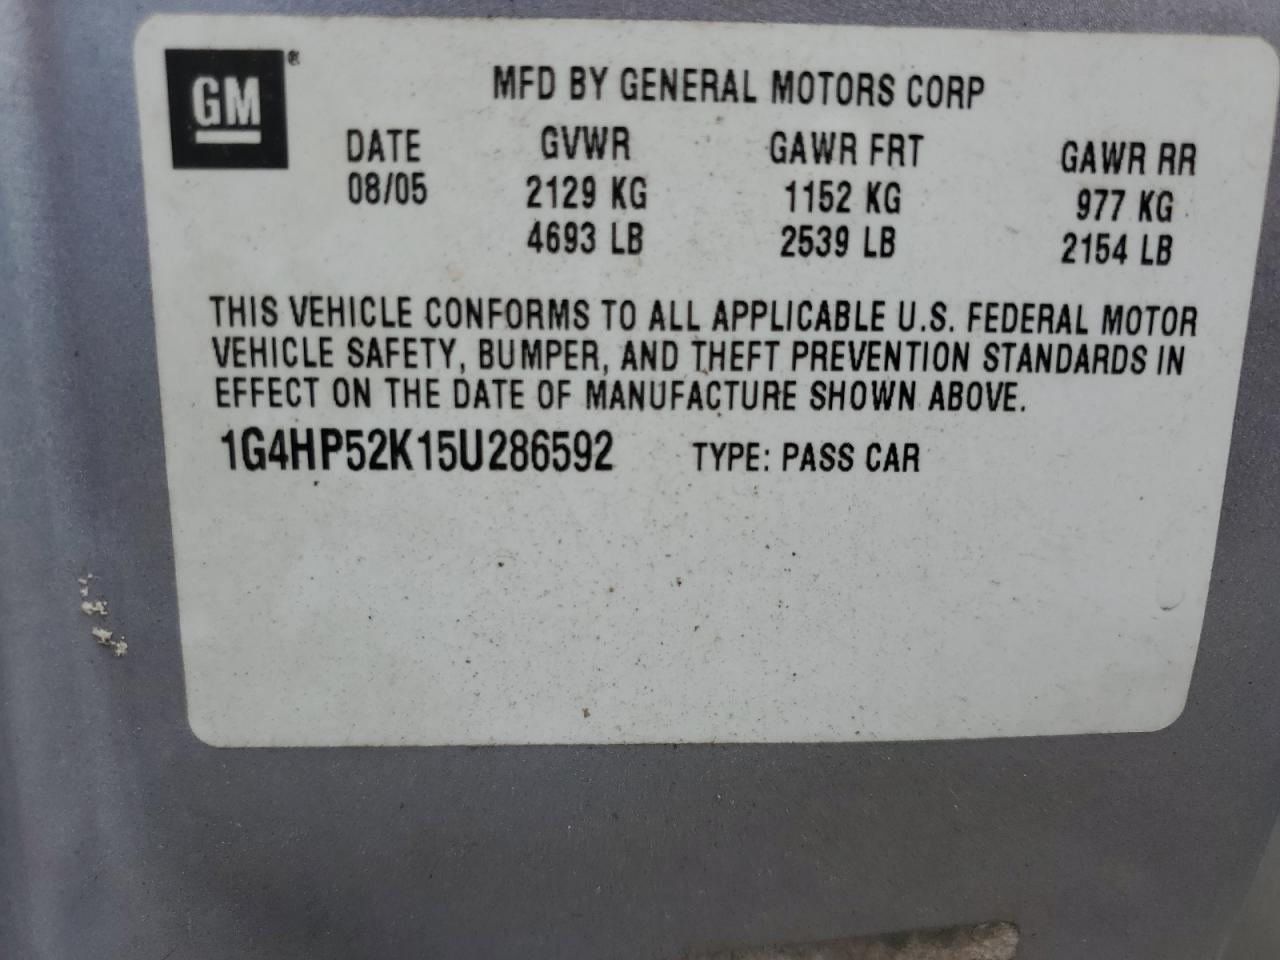 GM ®
MFD BY GENERAL MOTORS CORP
DATE GVWR GAWR FRT GAWR RR
08/05 2129 KG 1152 KG 977 KG
4693 LB 2539 LB 2154 LB
THIS VEHICLE CONFORMS TO ALL APPLICABLE U.S. FEDERAL MOTOR
VEHICLE SAFETY, BUMPER, AND THEFT PREVENTION STANDARDS IN
EFFECT ON THE DATE OF MANUFACTURE SHOWN ABOVE.
1G4HP52K15U286592 TYPE: PASS CAR